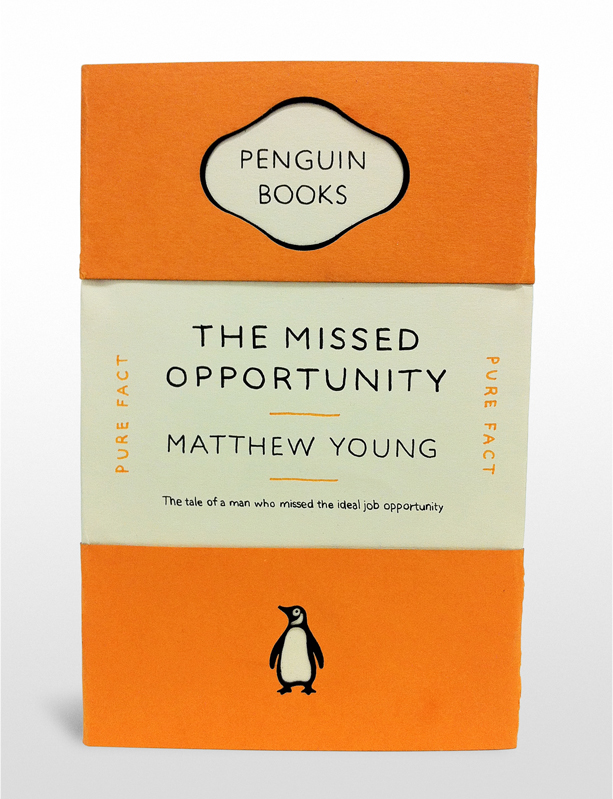 PENGUIN
BOOKS
THE MISSED
OPPORTUNITY
MATTHEW YOUNG
The tale of a man who missed the ideal job opportunity
PURE FACT
PURE FACT